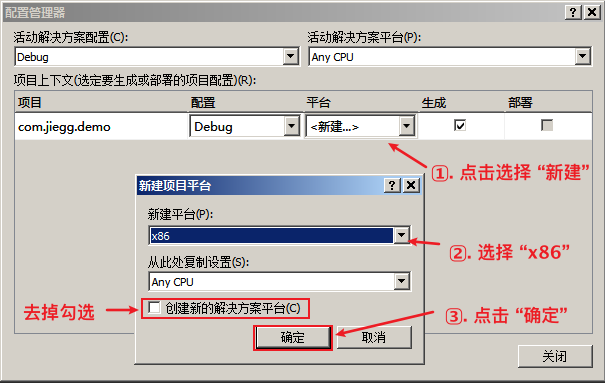 配置管理器
活动解决方案配置(C):
活动解决方案平台(P):
Debug
Any CPU
项目上下文(选定要生成或部署的项目配置)(R):
项目 配置 平台 生成 部署
com.jiegg.demo Debug <新建...>
①. 点击选择 “新建”
新建项目平台
新建平台(P):
x86
②. 选择 “x86”
从此处复制设置(S):
Any CPU
去掉勾选
创建新的解决方案平台(C)
③. 点击 “确定”
确定 取消
关闭